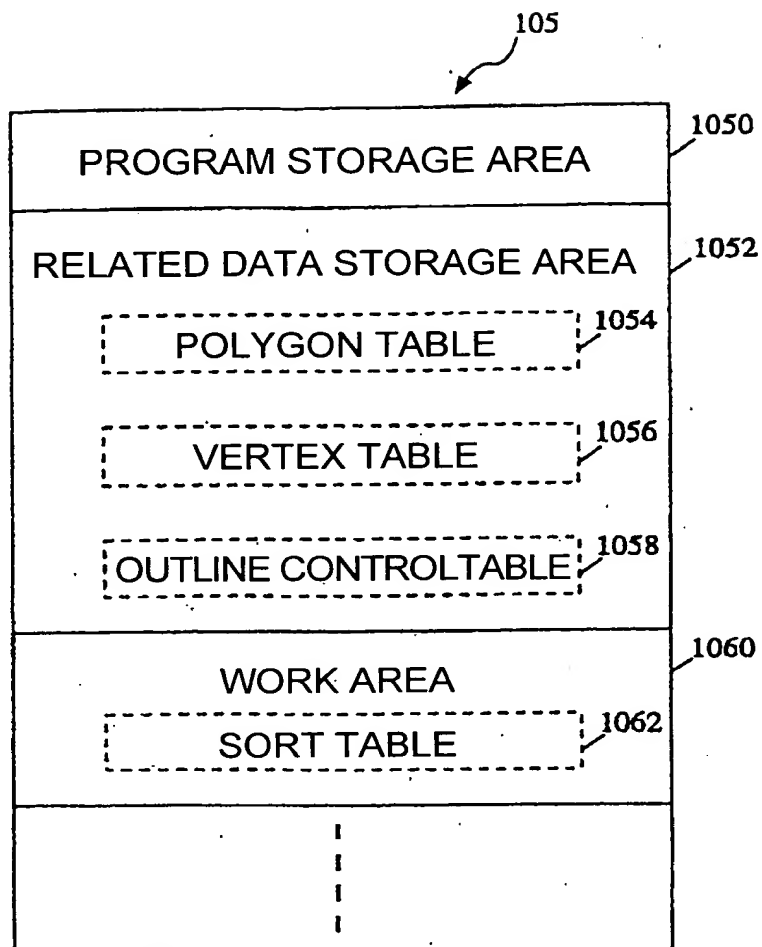 105
PROGRAM STORAGE AREA
1050
RELATED DATA STORAGE AREA
1052
POLYGON TABLE
1054
VERTEX TABLE
1056
OUTLINE CONTROLTABLE
1058
WORK AREA
1060
SORT TABLE
1062